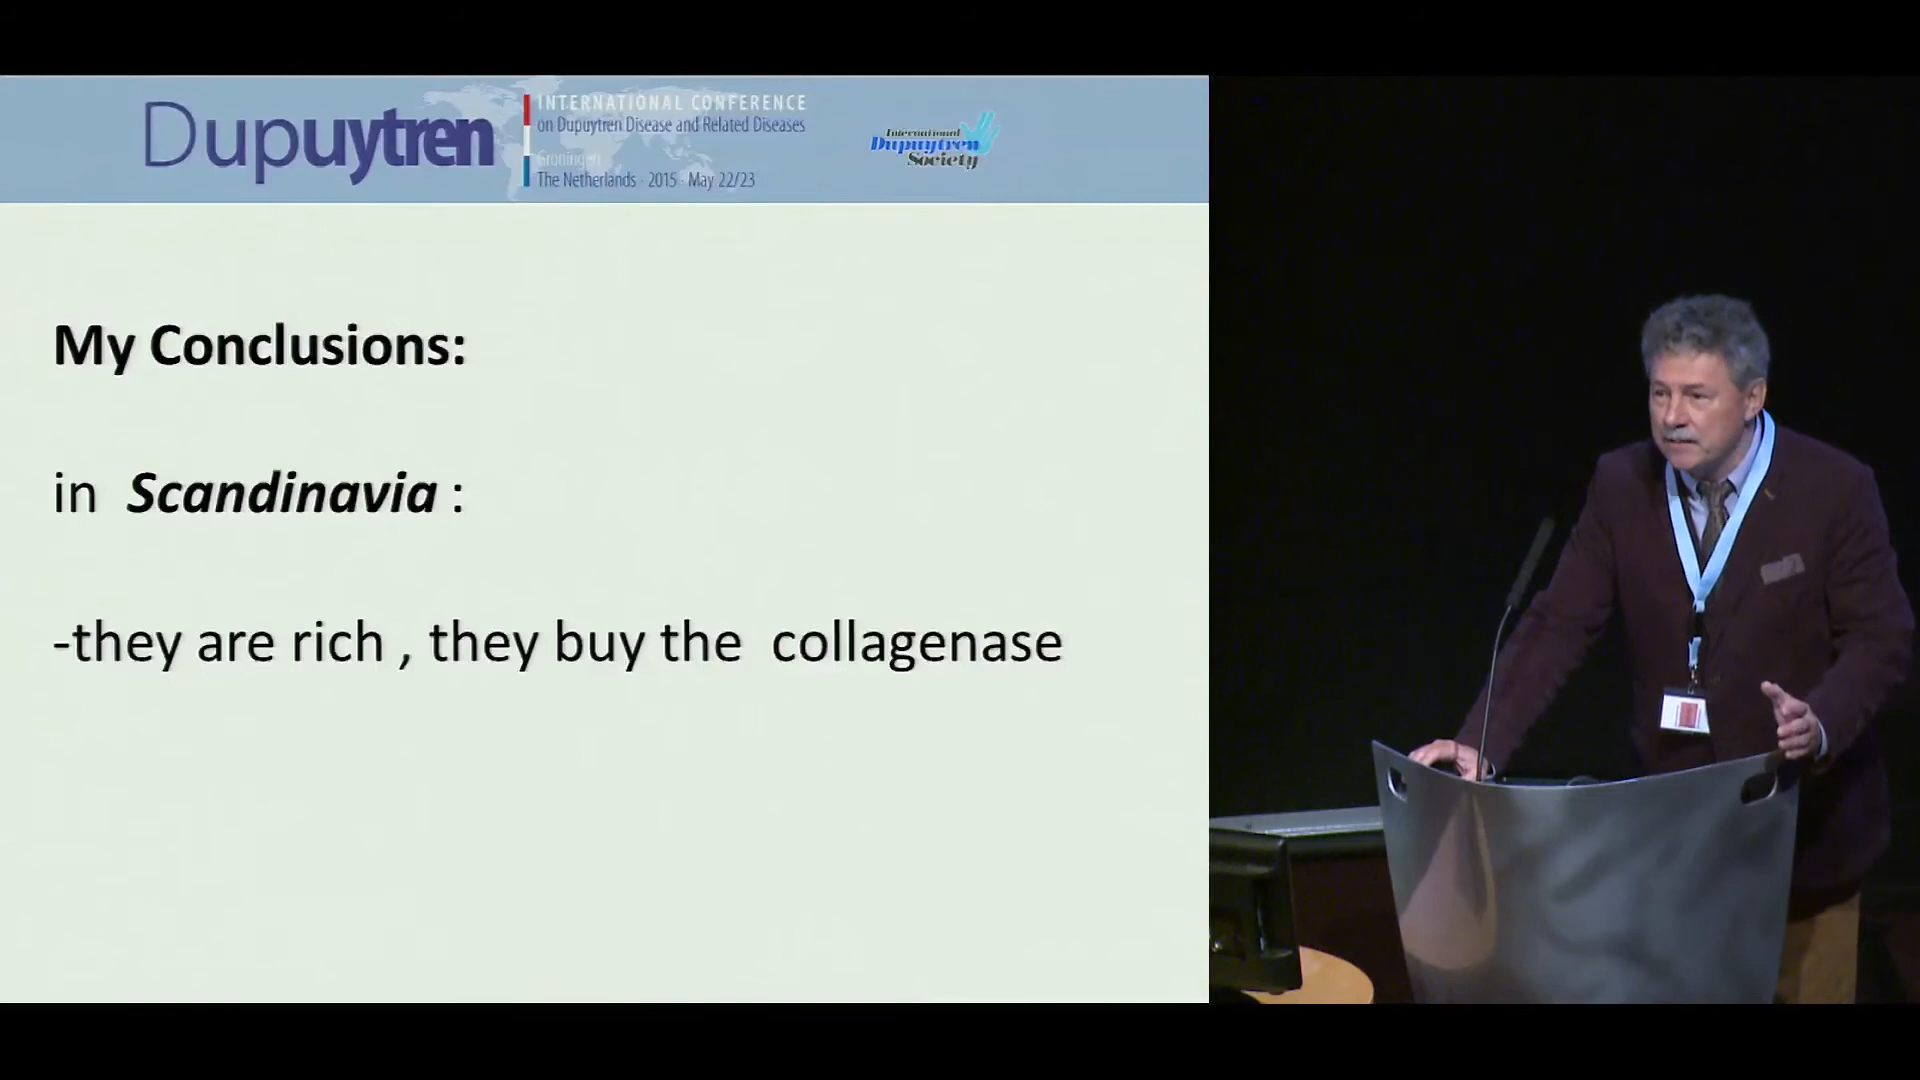 Dupuytren
INTERNATIONAL CONFERENCE
on Dupuytren Disease and Related Diseases
Groningen
The Netherlands · 2015 · May 22/23
International
Dupuytren
Society
My Conclusions:
in Scandinavia :
-they are rich , they buy the collagenase